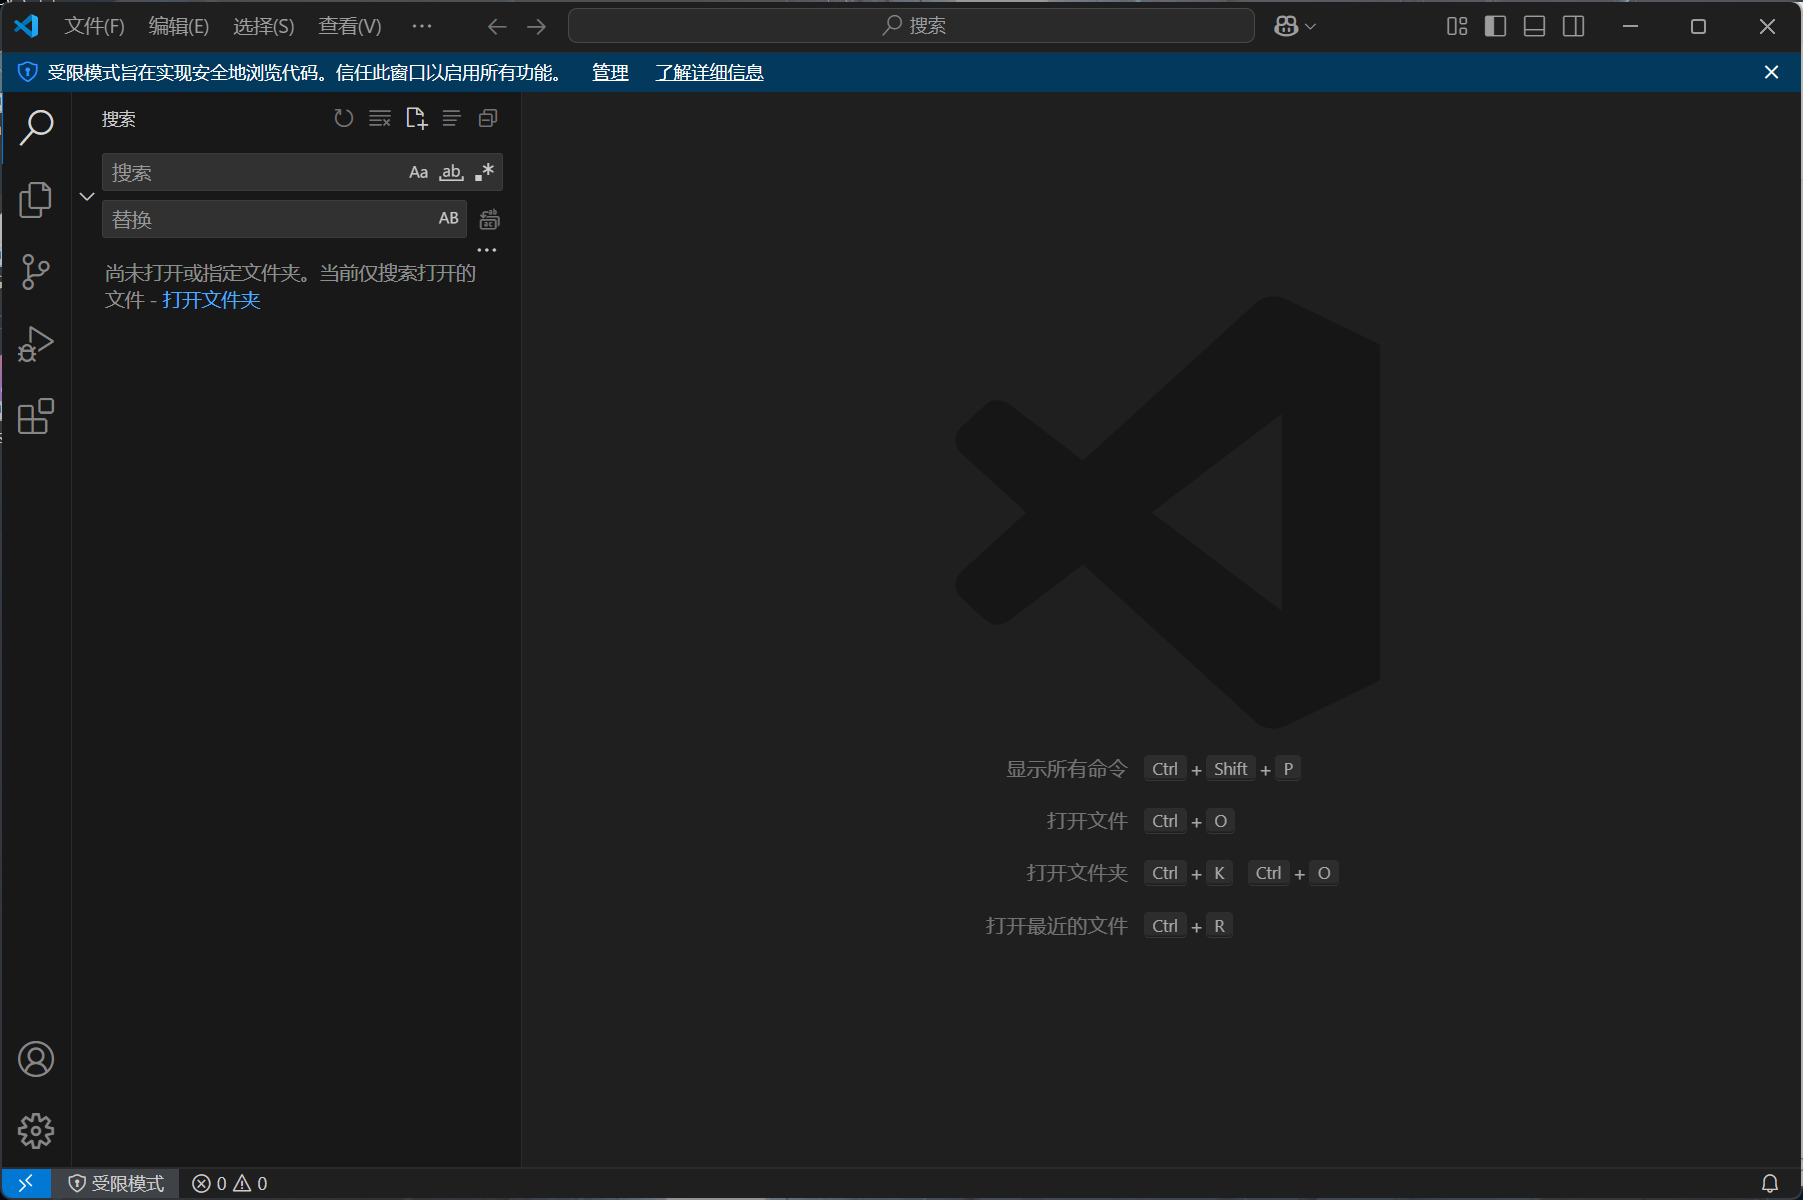 文件(F) 编辑(E) 选择(S) 查看(V) ··· 搜索
受限模式旨在实现安全地浏览代码。信任此窗口以启用所有功能。 管理 了解详细信息
搜索
搜索 Aa ab .*
替换 AB
···
尚未打开或指定文件夹。当前仅搜索打开的
文件 - 打开文件夹
显示所有命令 Ctrl + Shift + P
打开文件 Ctrl + O
打开文件夹 Ctrl + K Ctrl + O
打开最近的文件 Ctrl + R
受限模式 0 0